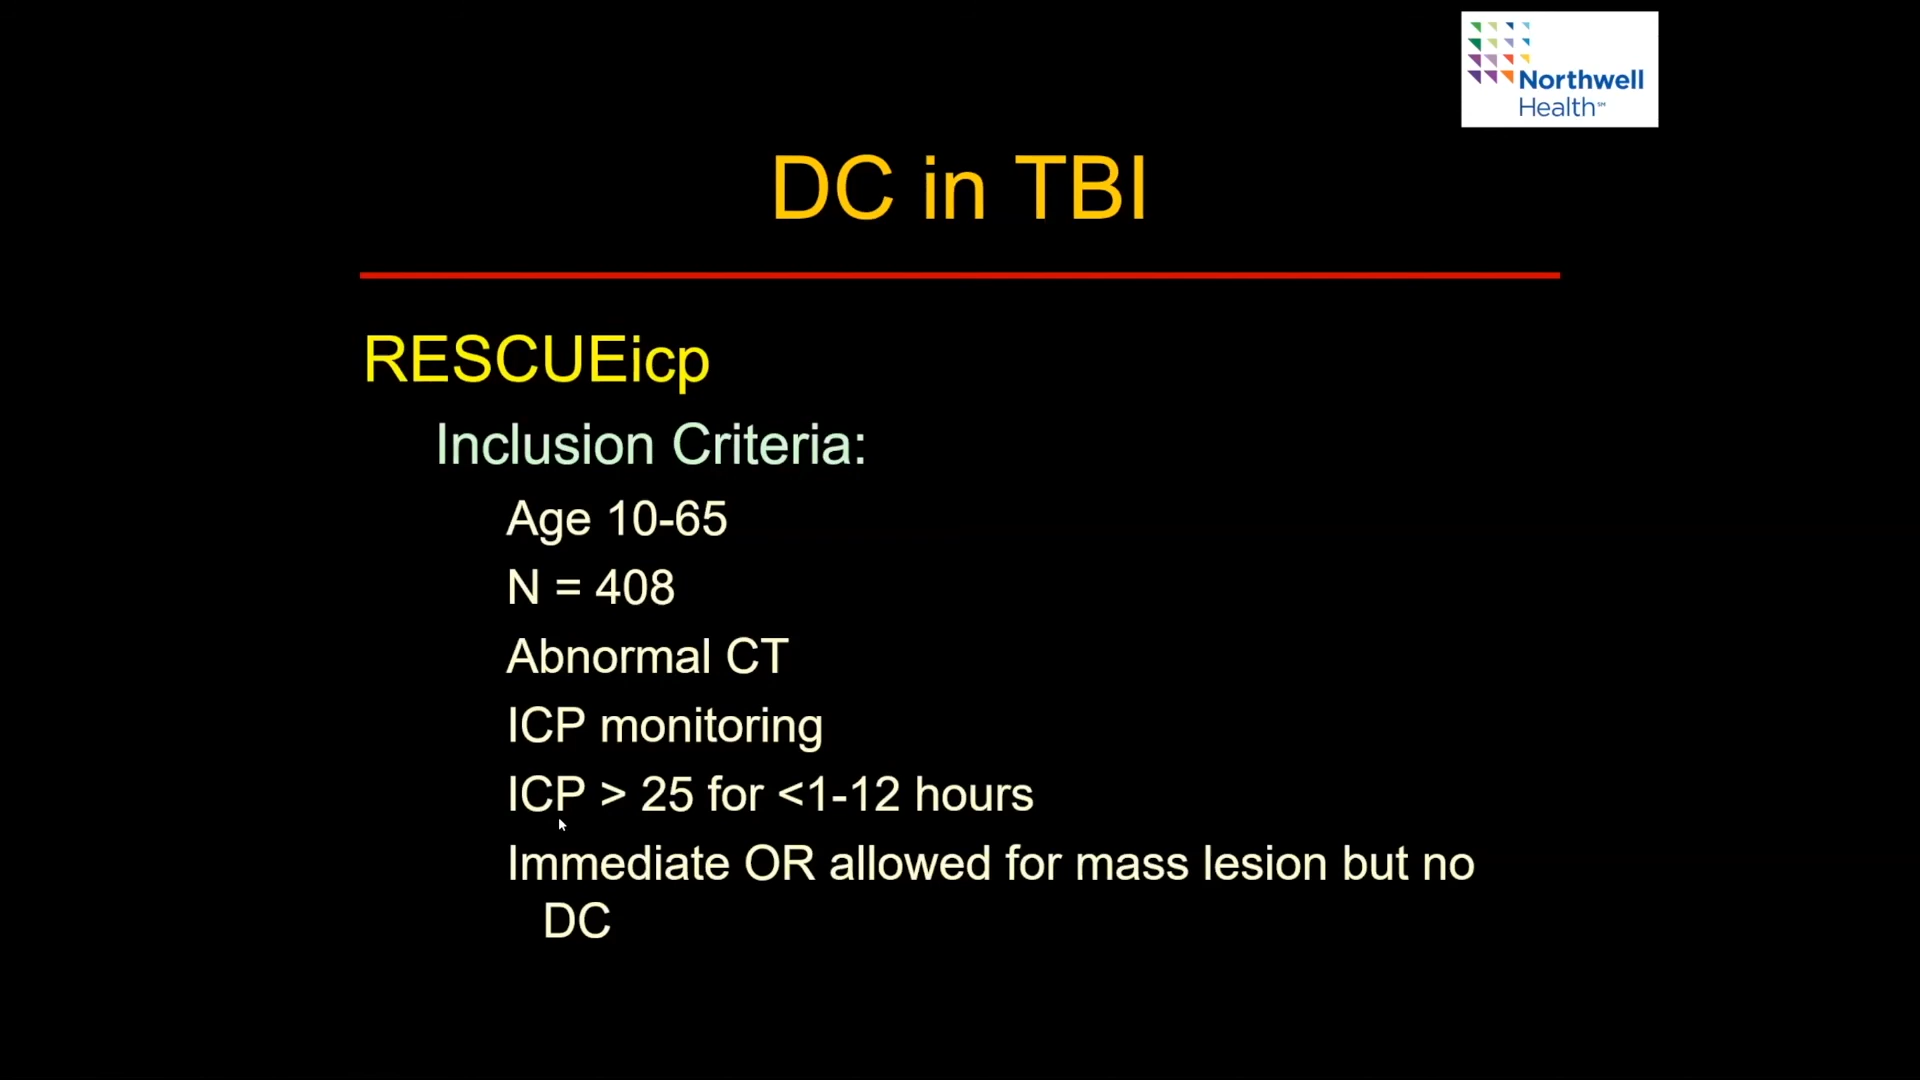 Northwell
Health℠
DC in TBI
RESCUEicp
Inclusion Criteria:
Age 10-65
N = 408
Abnormal CT
ICP monitoring
ICP > 25 for <1-12 hours
Immediate OR allowed for mass lesion but no
DC